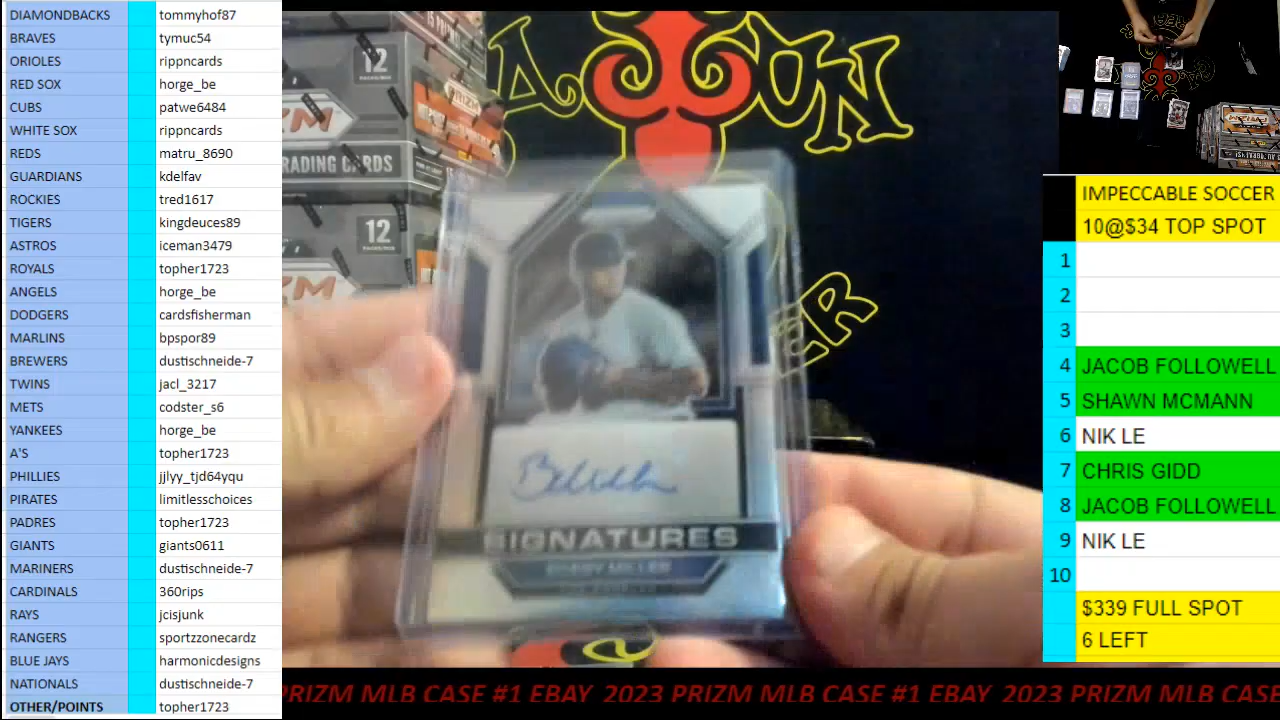 DIAMONDBACKS tommyhof87
BRAVES tymuc54
ORIOLES rippncards
RED SOX horge_be
CUBS patwe6484
WHITE SOX rippncards
REDS matru_8690
GUARDIANS kdelfav
ROCKIES tred1617
TIGERS kingdeuces89
ASTROS iceman3479
ROYALS topher1723
ANGELS horge_be
DODGERS cardsfisherman
MARLINS bpspor89
BREWERS dustischneide-7
TWINS jacl_3217
METS codster_s6
YANKEES horge_be
A'S topher1723
PHILLIES jjlyy_tjd64yqu
PIRATES limitlesschoices
PADRES topher1723
GIANTS giants0611
MARINERS dustischneide-7
CARDINALS 360rips
RAYS jcisjunk
RANGERS sportzzonecardz
BLUE JAYS harmonicdesigns
NATIONALS dustischneide-7
OTHER/POINTS topher1723
12
TRADING CARDS
12
SIGNATURES
BOBBY MILLER
IMPECCABLE SOCCER
10@$34 TOP SPOT
1
2
3
4 JACOB FOLLOWELL
5 SHAWN MCMANN
6 NIK LE
7 CHRIS GIDD
8 JACOB FOLLOWELL
9 NIK LE
10
$339 FULL SPOT
6 LEFT
PRIZM MLB CASE #1 EBAY 2023 PRIZM MLB CASE #1 EBAY 2023 PRIZM MLB CASE